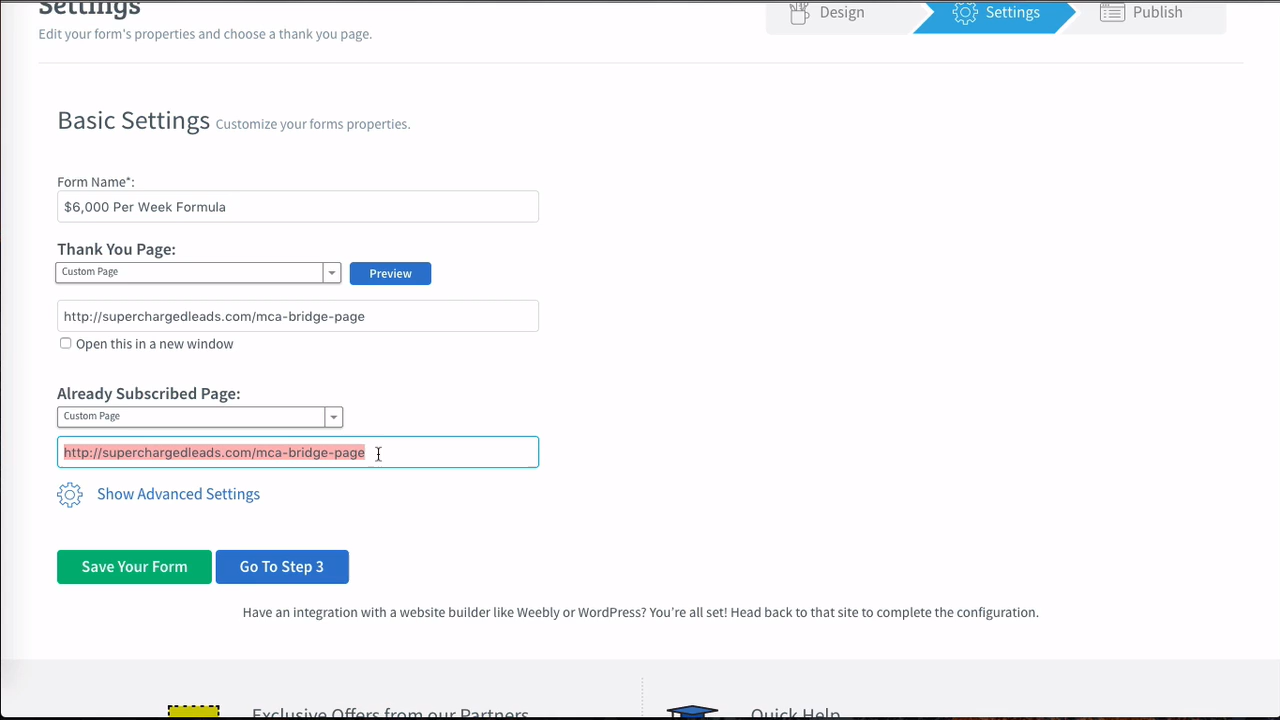 Settings
Edit your form's properties and choose a thank you page.
Design
Settings
Publish
Basic Settings Customize your forms properties.
Form Name*:
$6,000 Per Week Formula
Thank You Page:
Custom Page
Preview
http://superchargedleads.com/mca-bridge-page
Open this in a new window
Already Subscribed Page:
Custom Page
http://superchargedleads.com/mca-bridge-page
Show Advanced Settings
Save Your Form
Go To Step 3
Have an integration with a website builder like Weebly or WordPress? You're all set! Head back to that site to complete the configuration.
Exclusive Offers from our Partners
Quick Help